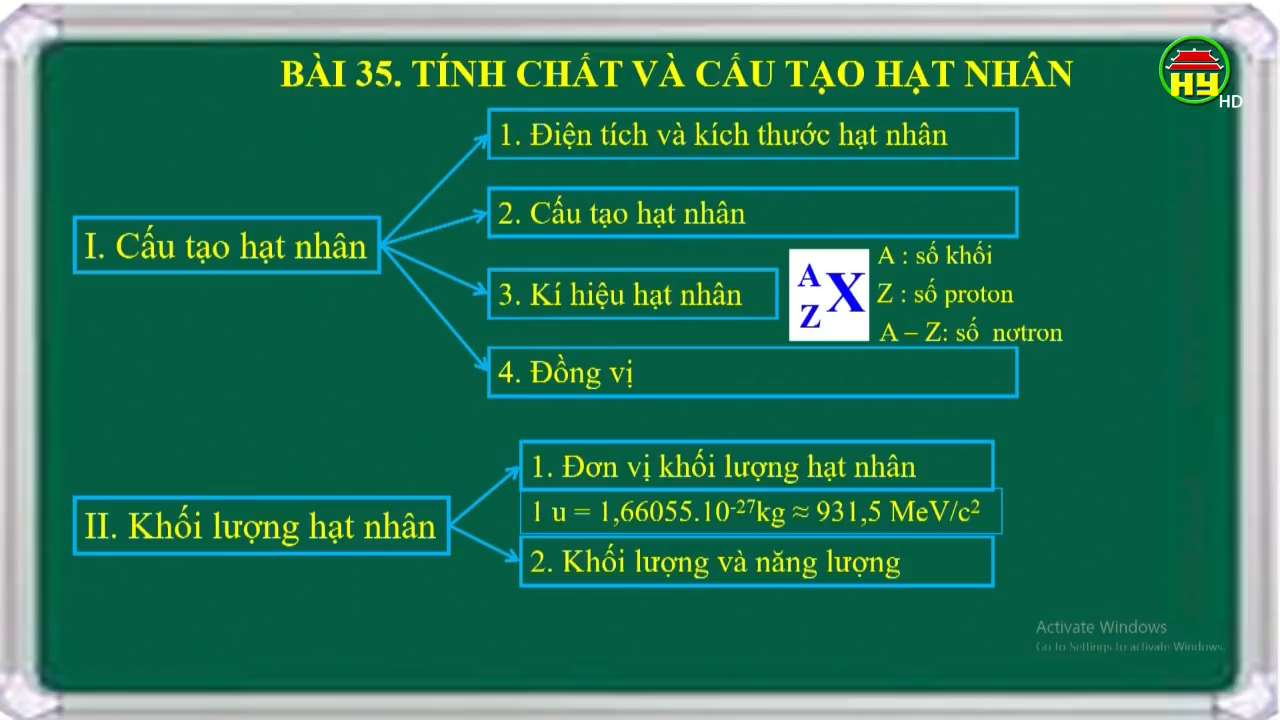 BÀI 35. TÍNH CHẤT VÀ CẤU TẠO HẠT NHÂN
HY
HD
I. Cấu tạo hạt nhân
1. Điện tích và kích thước hạt nhân
2. Cấu tạo hạt nhân
3. Kí hiệu hạt nhân
A
Z X
A : số khối
Z : số proton
A – Z: số nơtron
4. Đồng vị
II. Khối lượng hạt nhân
1. Đơn vị khối lượng hạt nhân
1 u = 1,66055.10⁻²⁷kg ≈ 931,5 MeV/c²
2. Khối lượng và năng lượng
Activate Windows
Go to Settings to activate Windows.